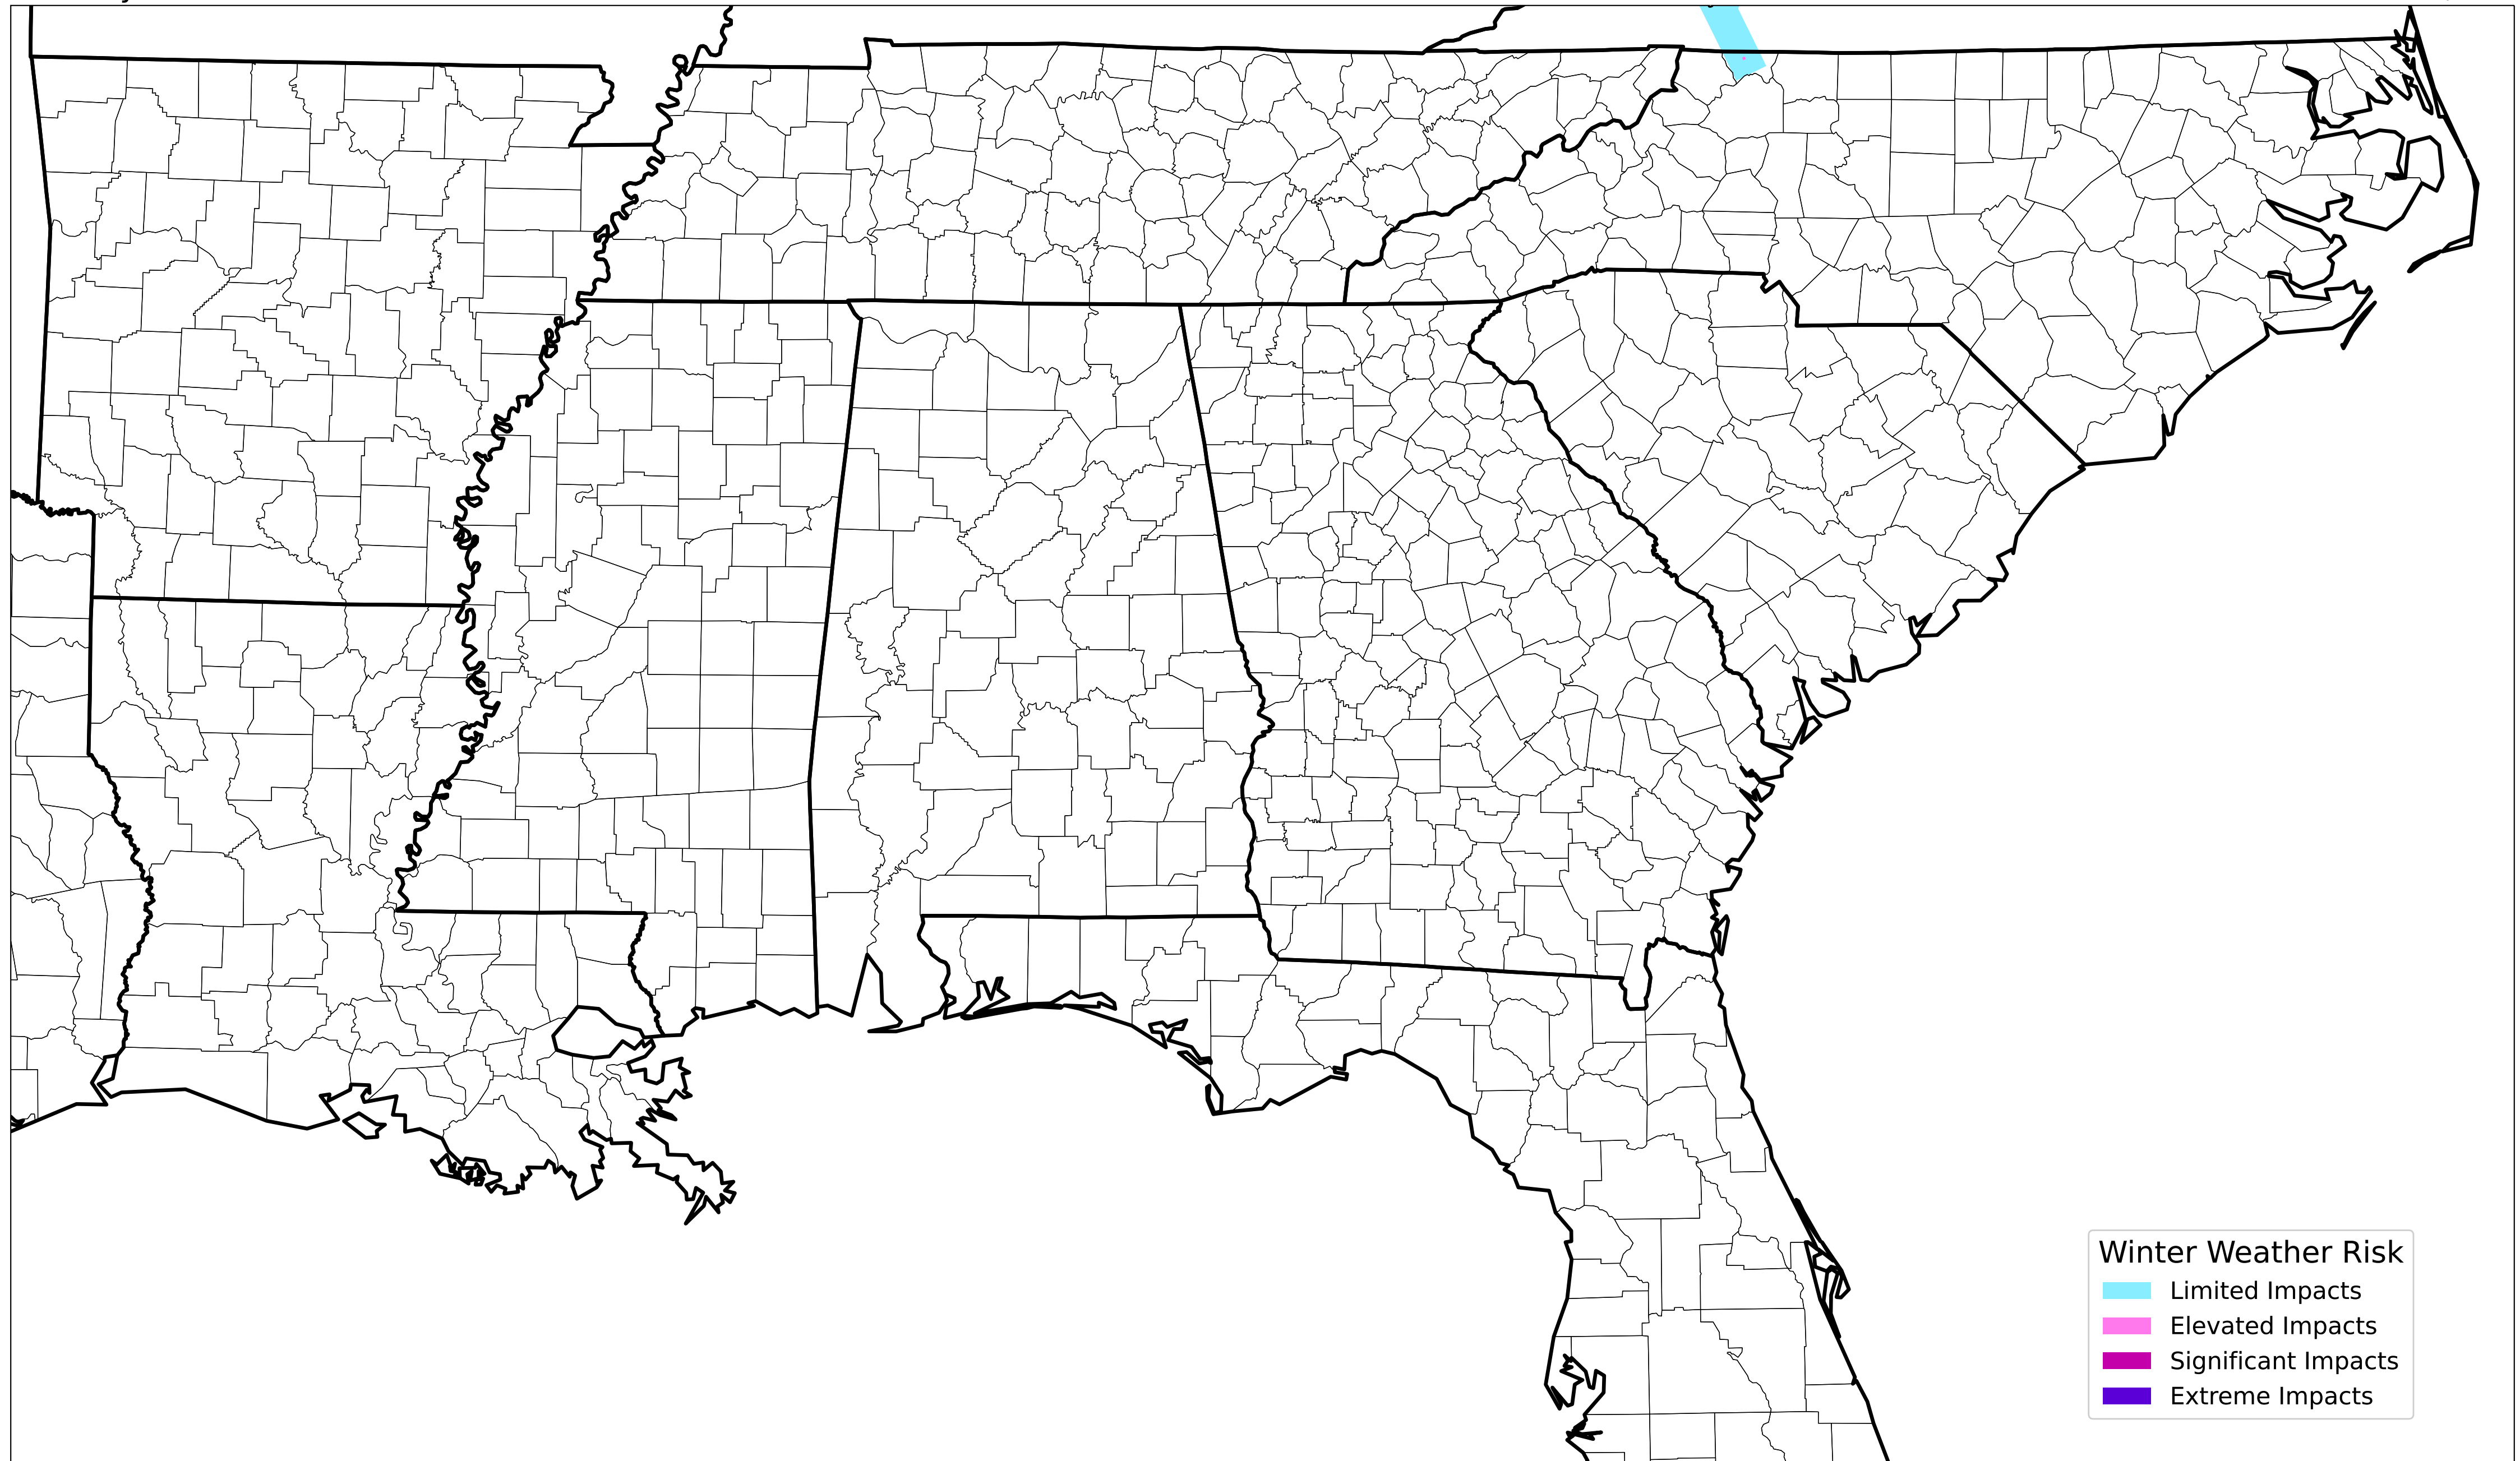 Winter Weather Risk
Limited Impacts
Elevated Impacts
Significant Impacts
Extreme Impacts